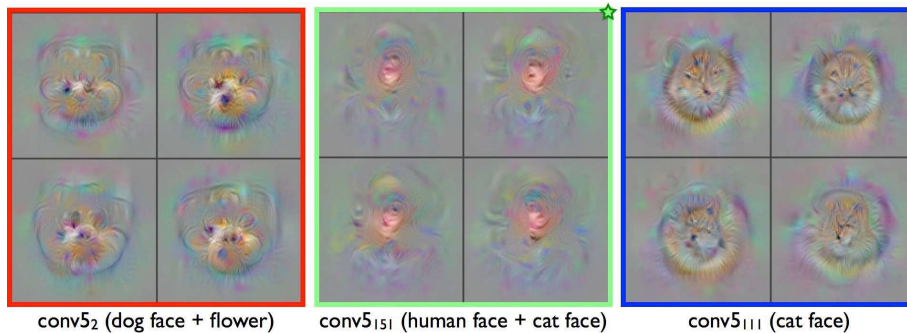 conv5₂ (dog face + flower)
conv5₁₅₁ (human face + cat face)
conv5₁₁₁ (cat face)